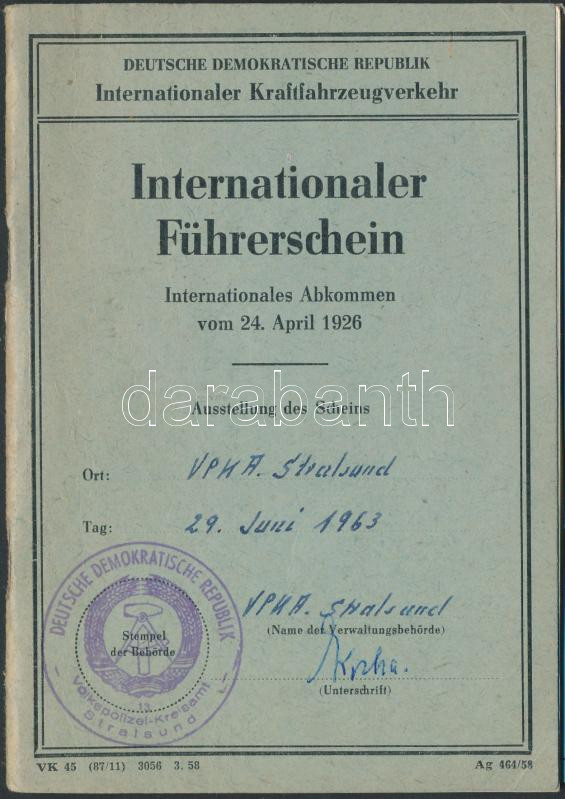 DEUTSCHE DEMOKRATISCHE REPUBLIK
Internationaler Kraftfahrzeugverkehr
Internationaler
Führerschein
Internationales Abkommen
vom 24. April 1926
darabanth
Ausstellung des Scheins
Ort: VPKA. Stralsund
Tag: 29. Juni 1963
VPKA. Stralsund
(Name der Verwaltungsbehörde)
(Unterschrift)
DEUTSCHE DEMOKRATISCHE REPUBLIK
Stempel
der Behörde
13
Volkspolizei-Kreisamt
Stralsund
VK 45 (87/11) 3056 3.58 Ag 464/58